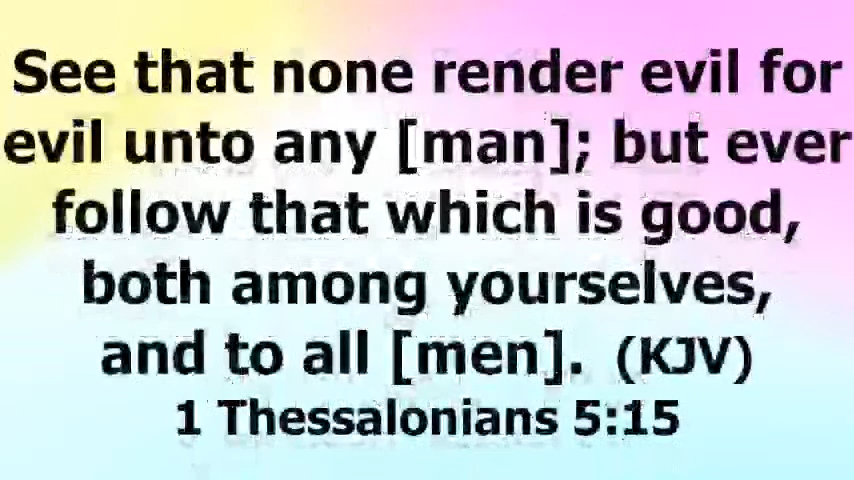 See that none render evil for
evil unto any [man]; but ever
follow that which is good,
both among yourselves,
and to all [men]. (KJV)
1 Thessalonians 5:15